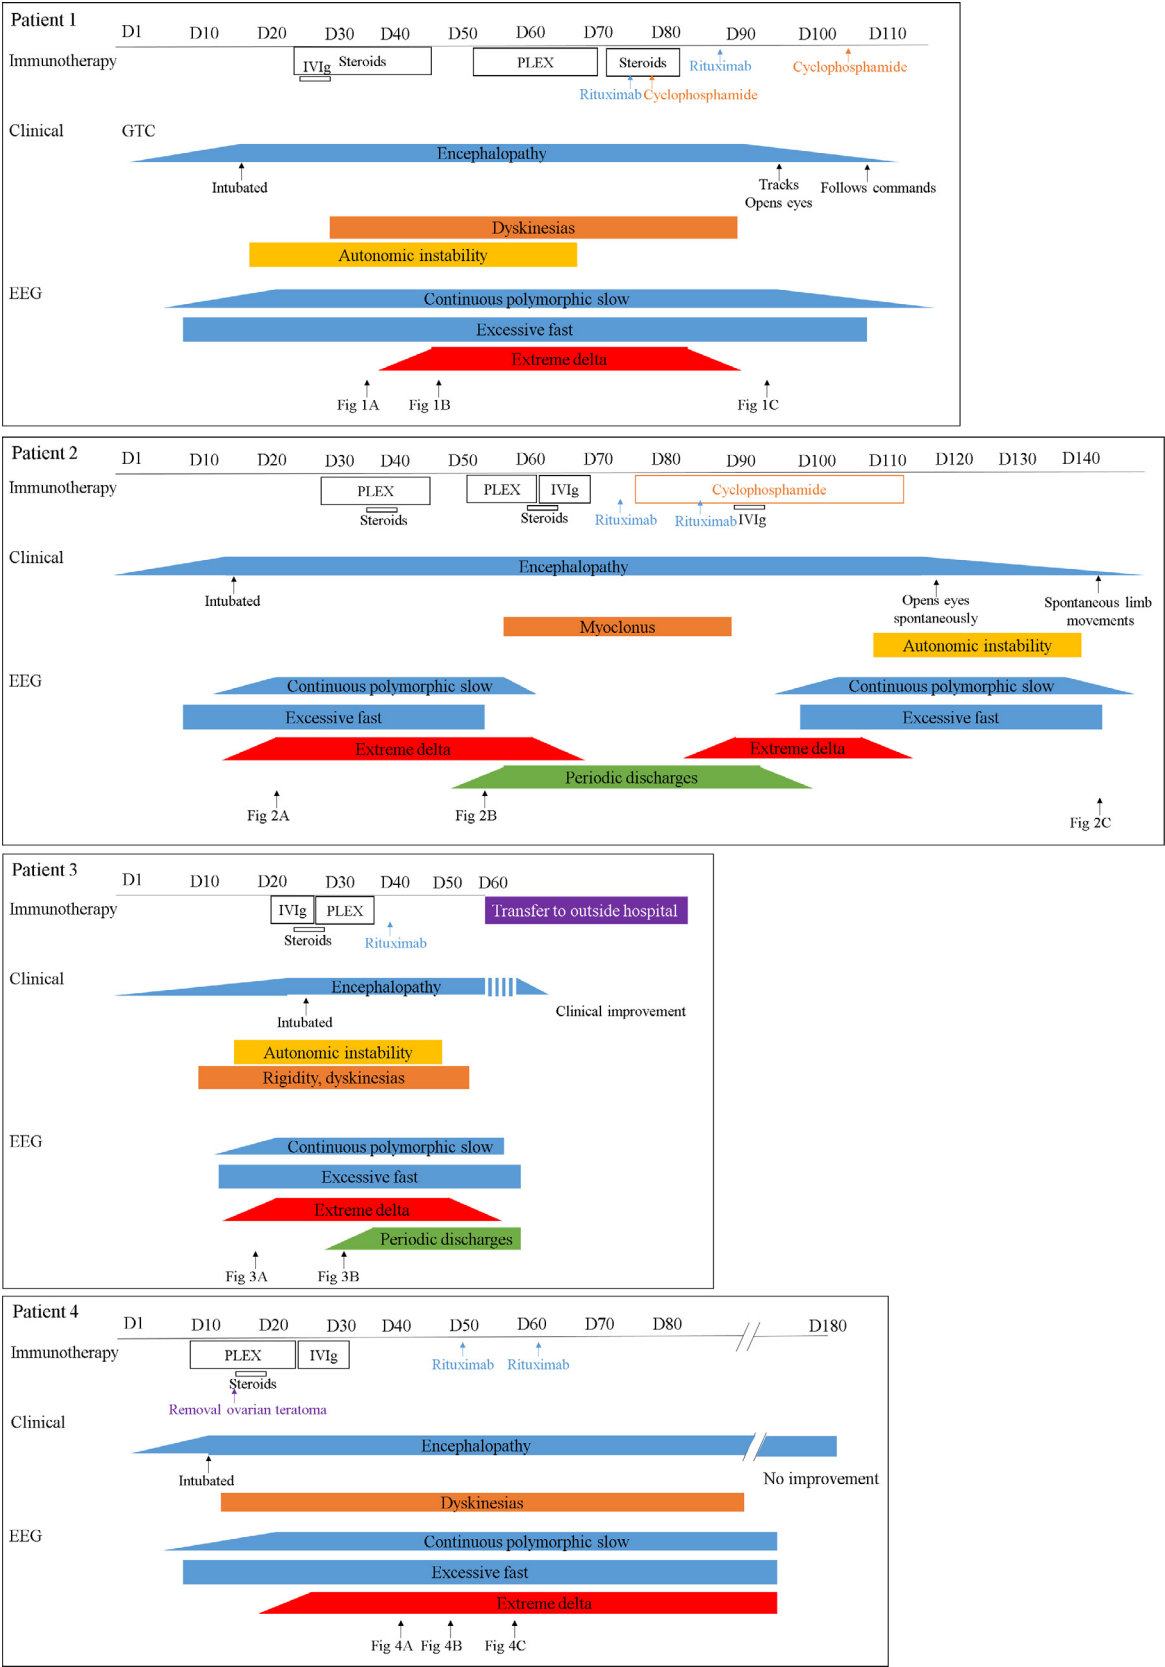 Patient 1
D1 D10 D20 D30 D40 D50 D60 D70 D80 D90 D100 D110
Immunotherapy IVIg Steroids PLEX Steroids Rituximab Cyclophosphamide
Rituximab Cyclophosphamide
Clinical GTC
Encephalopathy
Intubated Tracks Follows commands
Opens eyes
Dyskinesias
Autonomic instability
EEG Continuous polymorphic slow
Excessive fast
Extreme delta
Fig 1A Fig 1B Fig 1C
Patient 2
D1 D10 D20 D30 D40 D50 D60 D70 D80 D90 D100 D110 D120 D130 D140
Immunotherapy PLEX PLEX IVIg Cyclophosphamide
Steroids Steroids Rituximab Rituximab IVIg
Clinical Encephalopathy
Intubated Opens eyes Spontaneous limb
spontaneously movements
Myoclonus
Autonomic instability
EEG Continuous polymorphic slow Continuous polymorphic slow
Excessive fast Excessive fast
Extreme delta Extreme delta
Periodic discharges
Fig 2A Fig 2B Fig 2C
Patient 3
D1 D10 D20 D30 D40 D50 D60
Immunotherapy IVIg PLEX Transfer to outside hospital
Steroids Rituximab
Clinical Encephalopathy
Intubated Clinical improvement
Autonomic instability
Rigidity, dyskinesias
EEG Continuous polymorphic slow
Excessive fast
Extreme delta
Periodic discharges
Fig 3A Fig 3B
Patient 4
D1 D10 D20 D30 D40 D50 D60 D70 D80 D180
Immunotherapy PLEX IVIg Rituximab Rituximab
Steroids
Removal ovarian teratoma
Clinical
Encephalopathy
Intubated No improvement
Dyskinesias
EEG Continuous polymorphic slow
Excessive fast
Extreme delta
Fig 4A Fig 4B Fig 4C